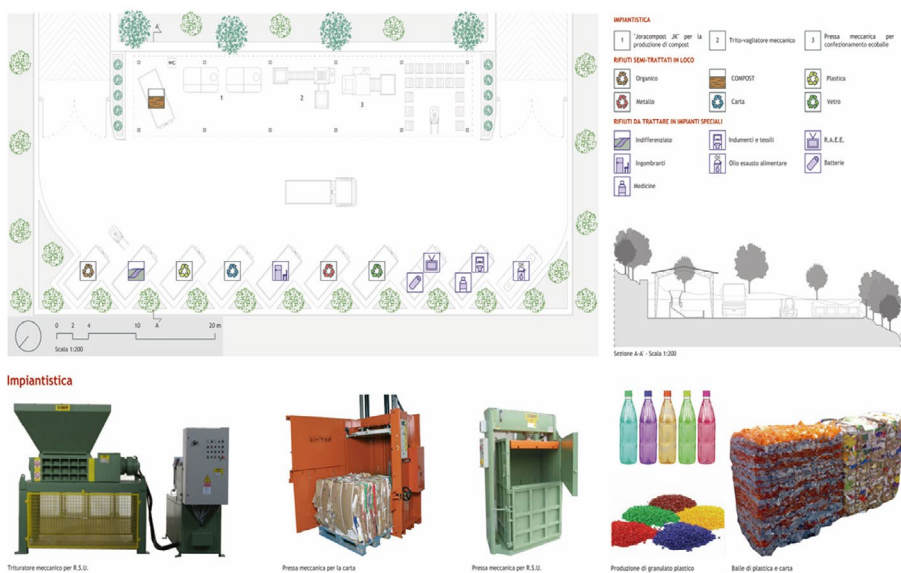 A'
WC
1
2
3
A
0 2 4 10 20 m
Scala 1:200
IMPIANTISTICA
1 "Joracompost JK" per la
produzione di compost
2 Trito-vagliatore meccanico
3 Pressa meccanica per
confezionamento ecoballe
RIFIUTI SEMI-TRATTATI IN LOCO
Organico
COMPOST
Plastica
Metallo
Carta
Vetro
RIFIUTI DA TRATTARE IN IMPIANTI SPECIALI
Indifferenziato
Indumenti e tessili
R.A.E.E.
Ingombranti
Olio esausto alimentare
Batterie
Medicine
Sezione A-A' - Scala 1:200
Impiantistica
Trituratore meccanico per R.S.U.
Pressa meccanica per la carta
Pressa meccanica per R.S.U.
Produzione di granulato plastico
Balle di plastica e carta